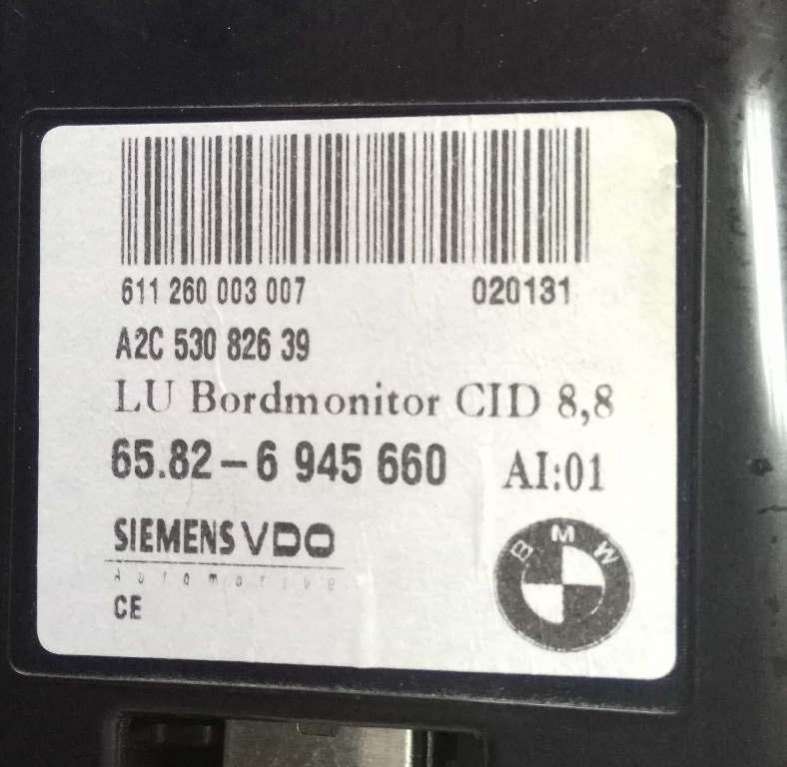 611 260 003 007 020131
A2C 530 826 39
LU Bordmonitor CID 8,8
65.82-6 945 660 AI:01
SIEMENS VDO
Automotive
CE
BMW